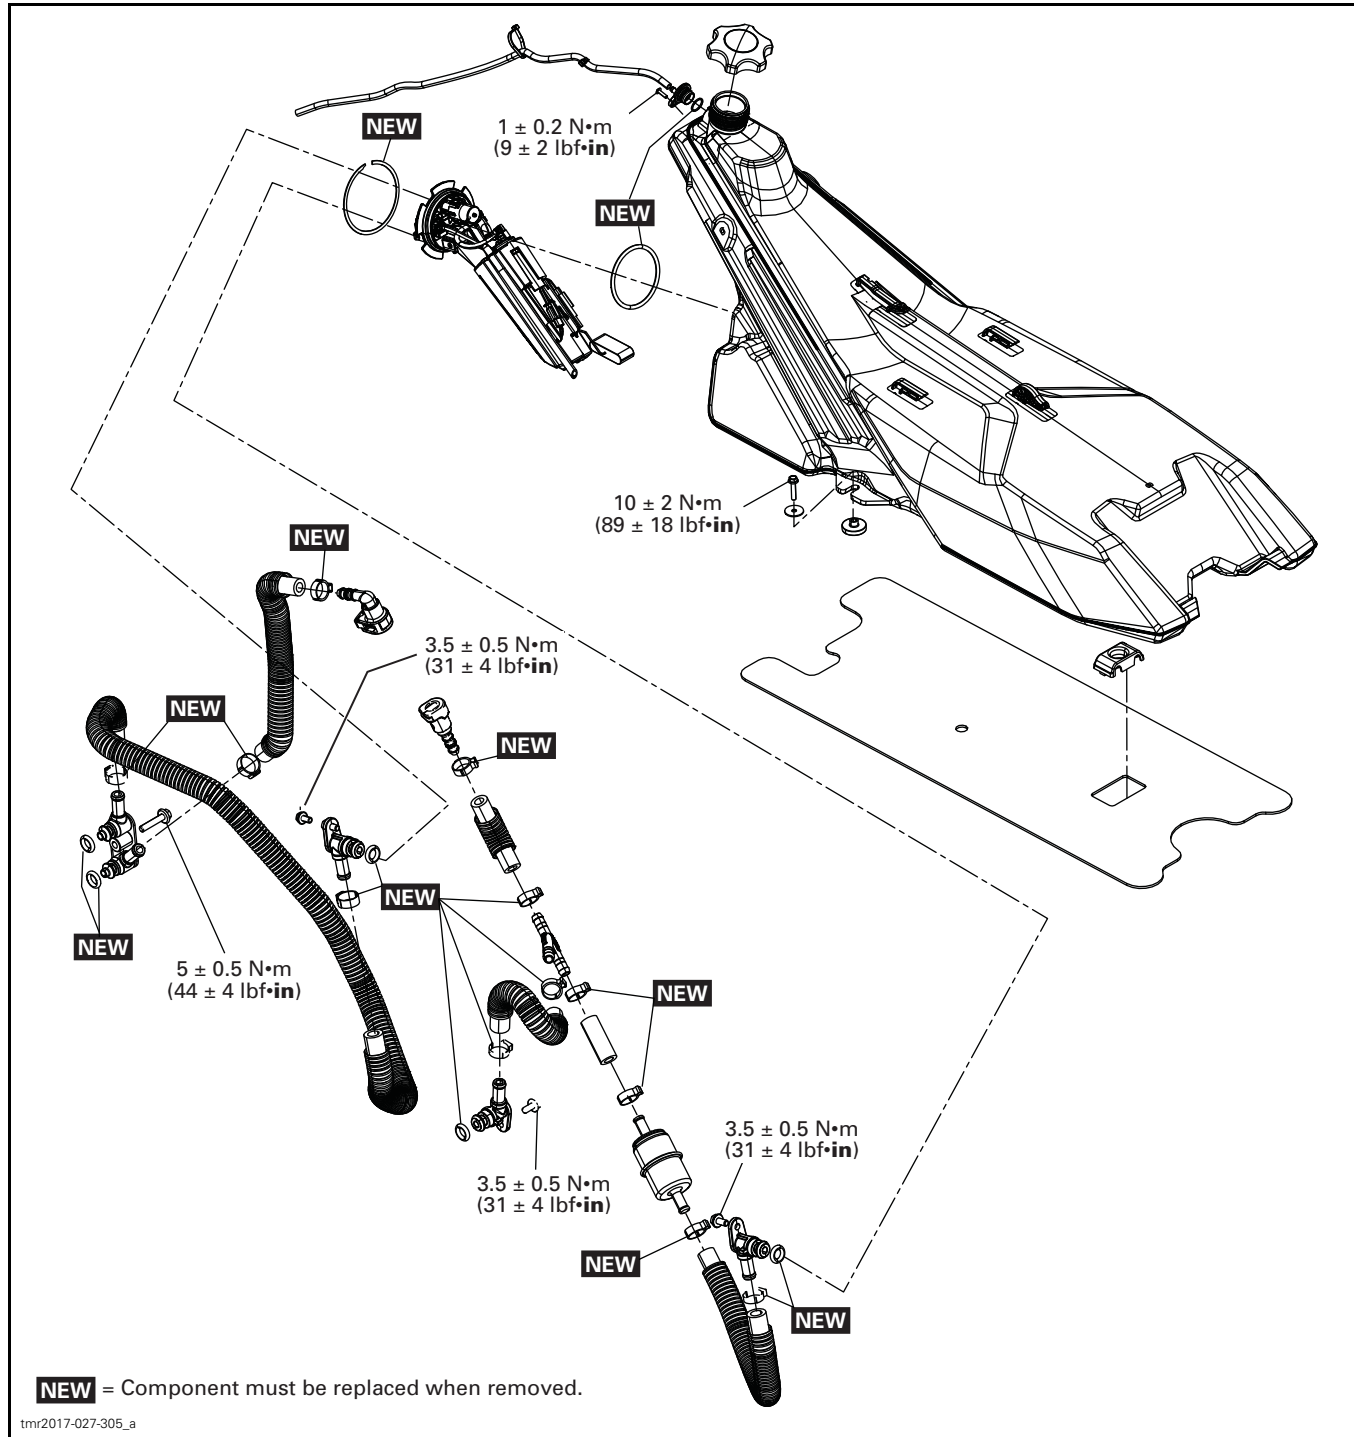 1 ± 0.2 N•m
(9 ± 2 lbf•in)
NEW
NEW
10 ± 2 N•m
(89 ± 18 lbf•in)
NEW
3.5 ± 0.5 N•m
(31 ± 4 lbf•in)
NEW
NEW
NEW
NEW
5 ± 0.5 N•m
(44 ± 4 lbf•in)
NEW
3.5 ± 0.5 N•m
(31 ± 4 lbf•in)
3.5 ± 0.5 N•m
(31 ± 4 lbf•in)
NEW
NEW
NEW = Component must be replaced when removed.
tmr2017-027-305_a